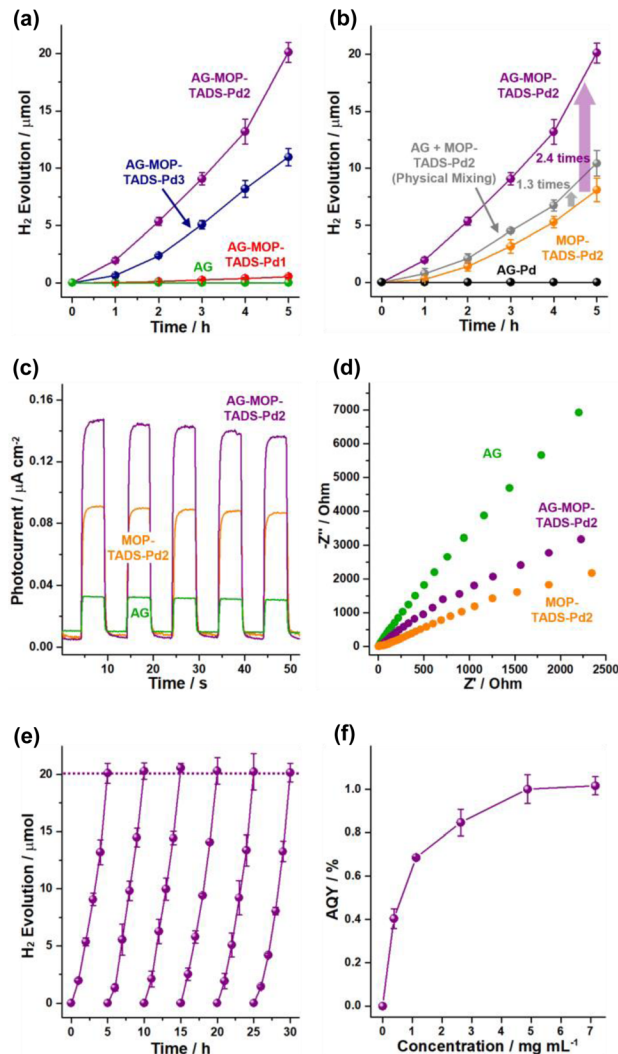 (a)
H2 Evolution / μmol
20
15
10
5
0
AG-MOP-
TADS-Pd2
AG-MOP-
TADS-Pd3
AG-MOP-
TADS-Pd1
AG
0 1 2 3 4 5
Time / h
(b)
H2 Evolution / μmol
20
15
10
5
0
AG-MOP-
TADS-Pd2
AG + MOP-
TADS-Pd2
(Physical Mixing)
2.4 times
1.3 times
MOP-
TADS-Pd2
AG-Pd
0 1 2 3 4 5
Time / h
(c)
Photocurrent / μA cm-2
0.16
0.12
0.08
0.04
0.00
AG-MOP-
TADS-Pd2
MOP-
TADS-Pd2
AG
10 20 30 40 50
Time / s
(d)
-Z'' / Ohm
7000
6000
5000
4000
3000
2000
1000
0
AG
AG-MOP-
TADS-Pd2
MOP-
TADS-Pd2
0 500 1000 1500 2000 2500
Z' / Ohm
(e)
H2 Evolution / μmol
20
15
10
5
0
0 5 10 15 20 25 30
Time / h
(f)
AQY / %
1.0
0.8
0.6
0.4
0.2
0.0
0 1 2 3 4 5 6 7
Concentration / mg mL-1